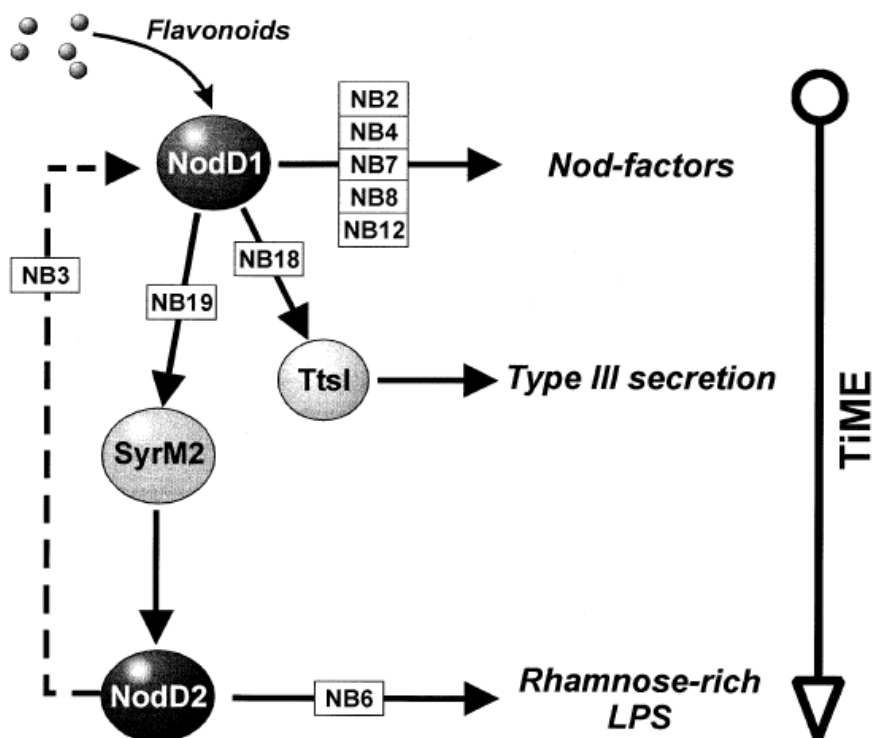 Flavonoids
NodD1
NB2
NB4
NB7
NB8
NB12
Nod-factors
NB3
NB19
NB18
TtsI
Type III secretion
SyrM2
TiME
NodD2
NB6
Rhamnose-rich
LPS